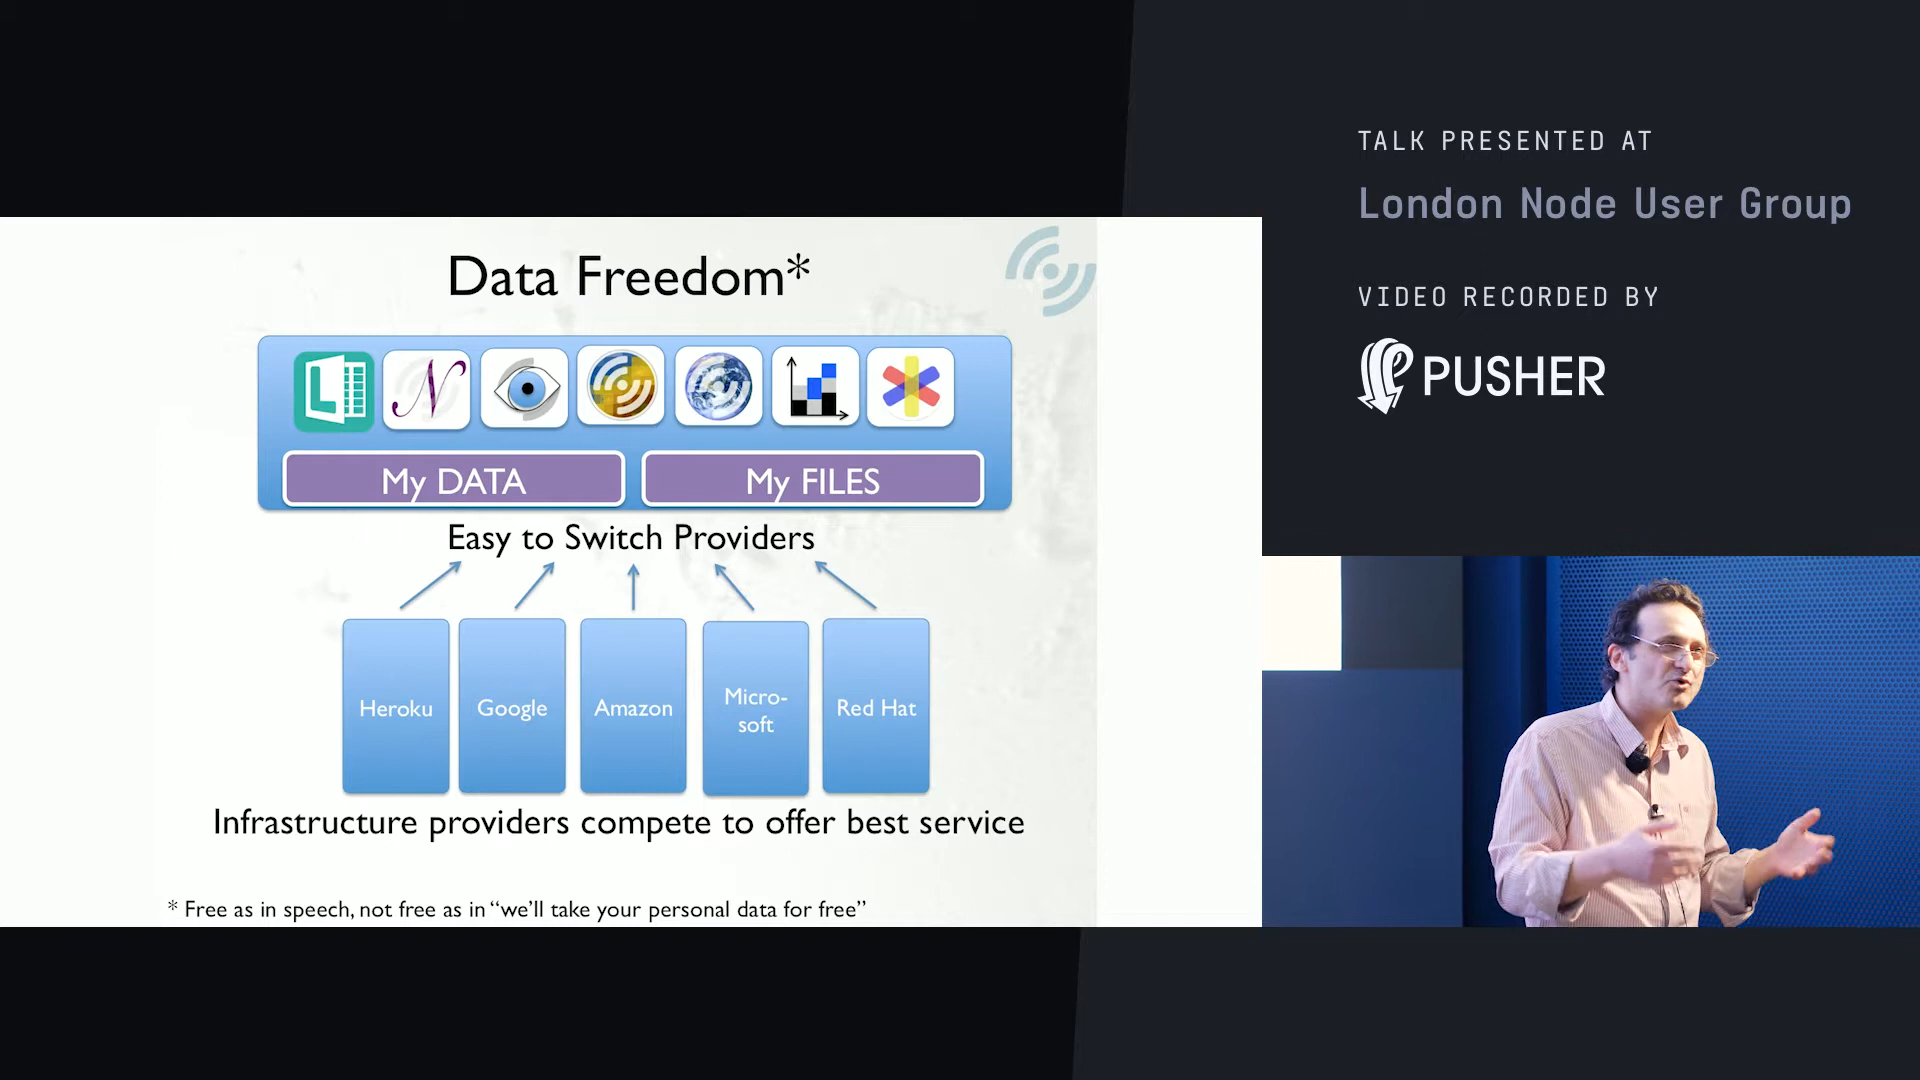 TALK PRESENTED AT
London Node User Group
VIDEO RECORDED BY
PUSHER
Data Freedom*
L
N
My DATA
My FILES
Easy to Switch Providers
Heroku
Google
Amazon
Micro-
soft
Red Hat
Infrastructure providers compete to offer best service
* Free as in speech, not free as in “we’ll take your personal data for free”